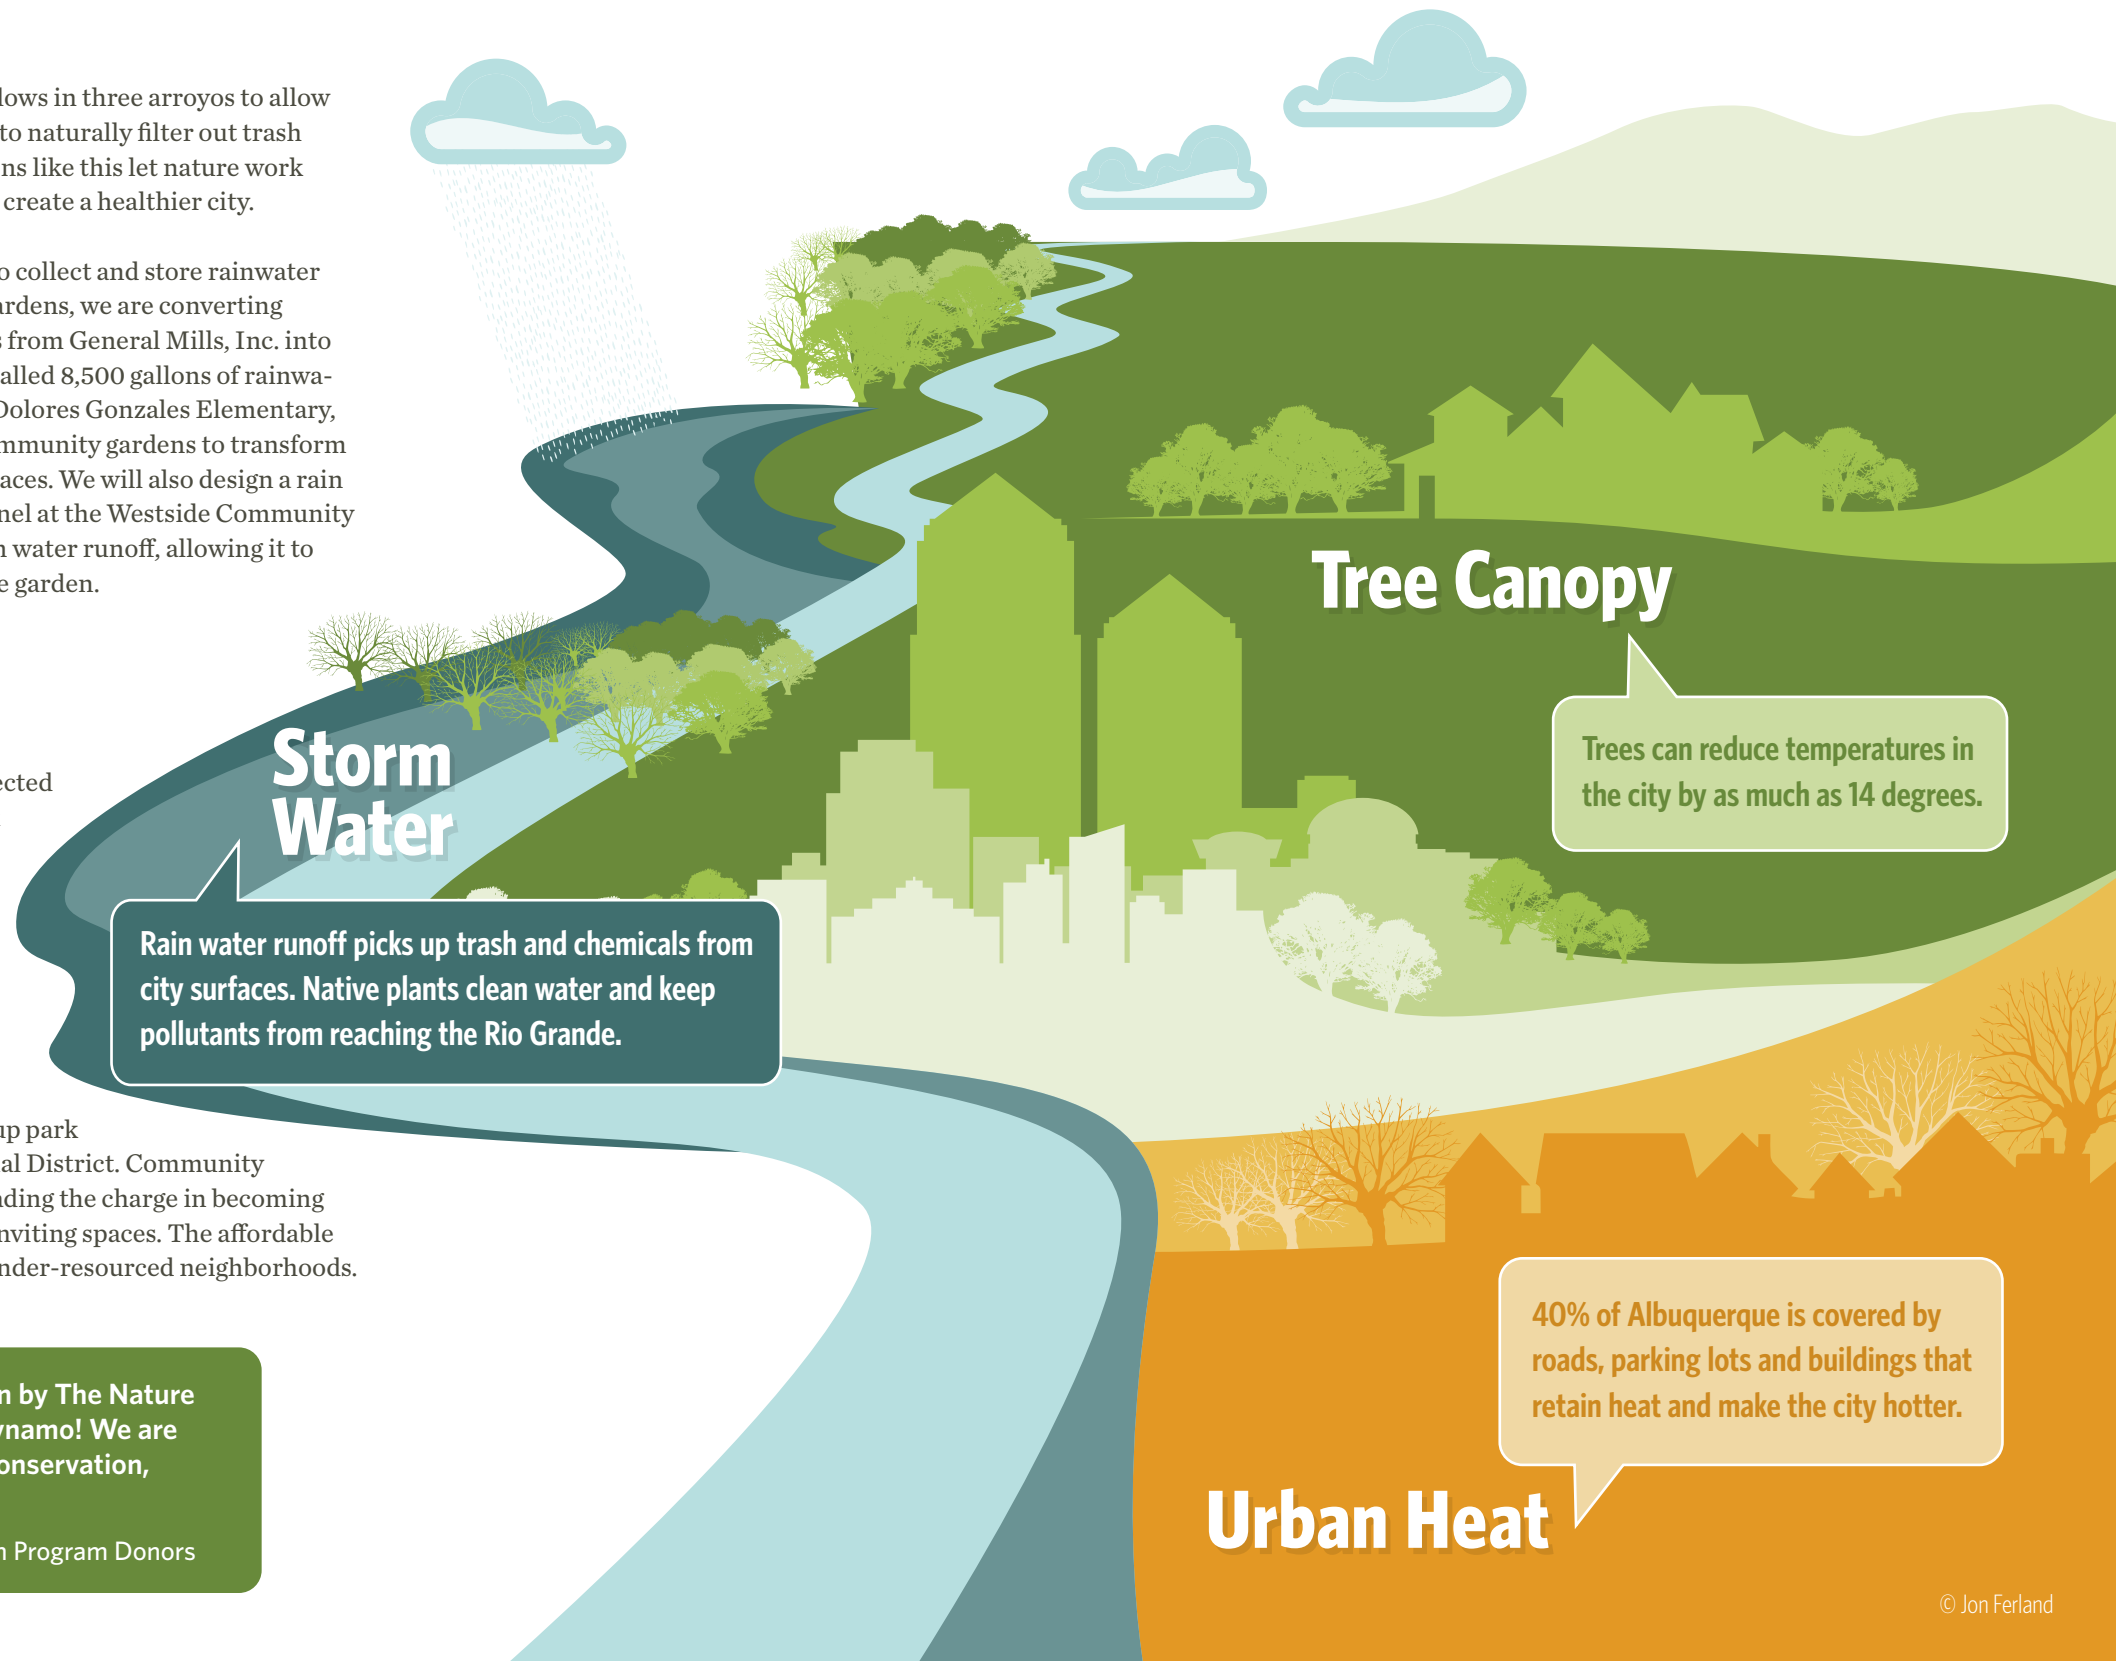 lows in three arroyos to allow
to naturally filter out trash
ns like this let nature work
create a healthier city.
o collect and store rainwater
ardens, we are converting
s from General Mills, Inc. into
alled 8,500 gallons of rainwa-
Dolores Gonzales Elementary,
mmunity gardens to transform
aces. We will also design a rain
nel at the Westside Community
n water runoff, allowing it to
e garden.
ected
up park
al District. Community
ding the charge in becoming
nviting spaces. The affordable
nder-resourced neighborhoods.
n by The Nature
ynamo! We are
onservation,
n Program Donors
Storm
Water
Rain water runoff picks up trash and chemicals from
city surfaces. Native plants clean water and keep
pollutants from reaching the Rio Grande.
Tree Canopy
Trees can reduce temperatures in
the city by as much as 14 degrees.
40% of Albuquerque is covered by
roads, parking lots and buildings that
retain heat and make the city hotter.
Urban Heat
© Jon Ferland